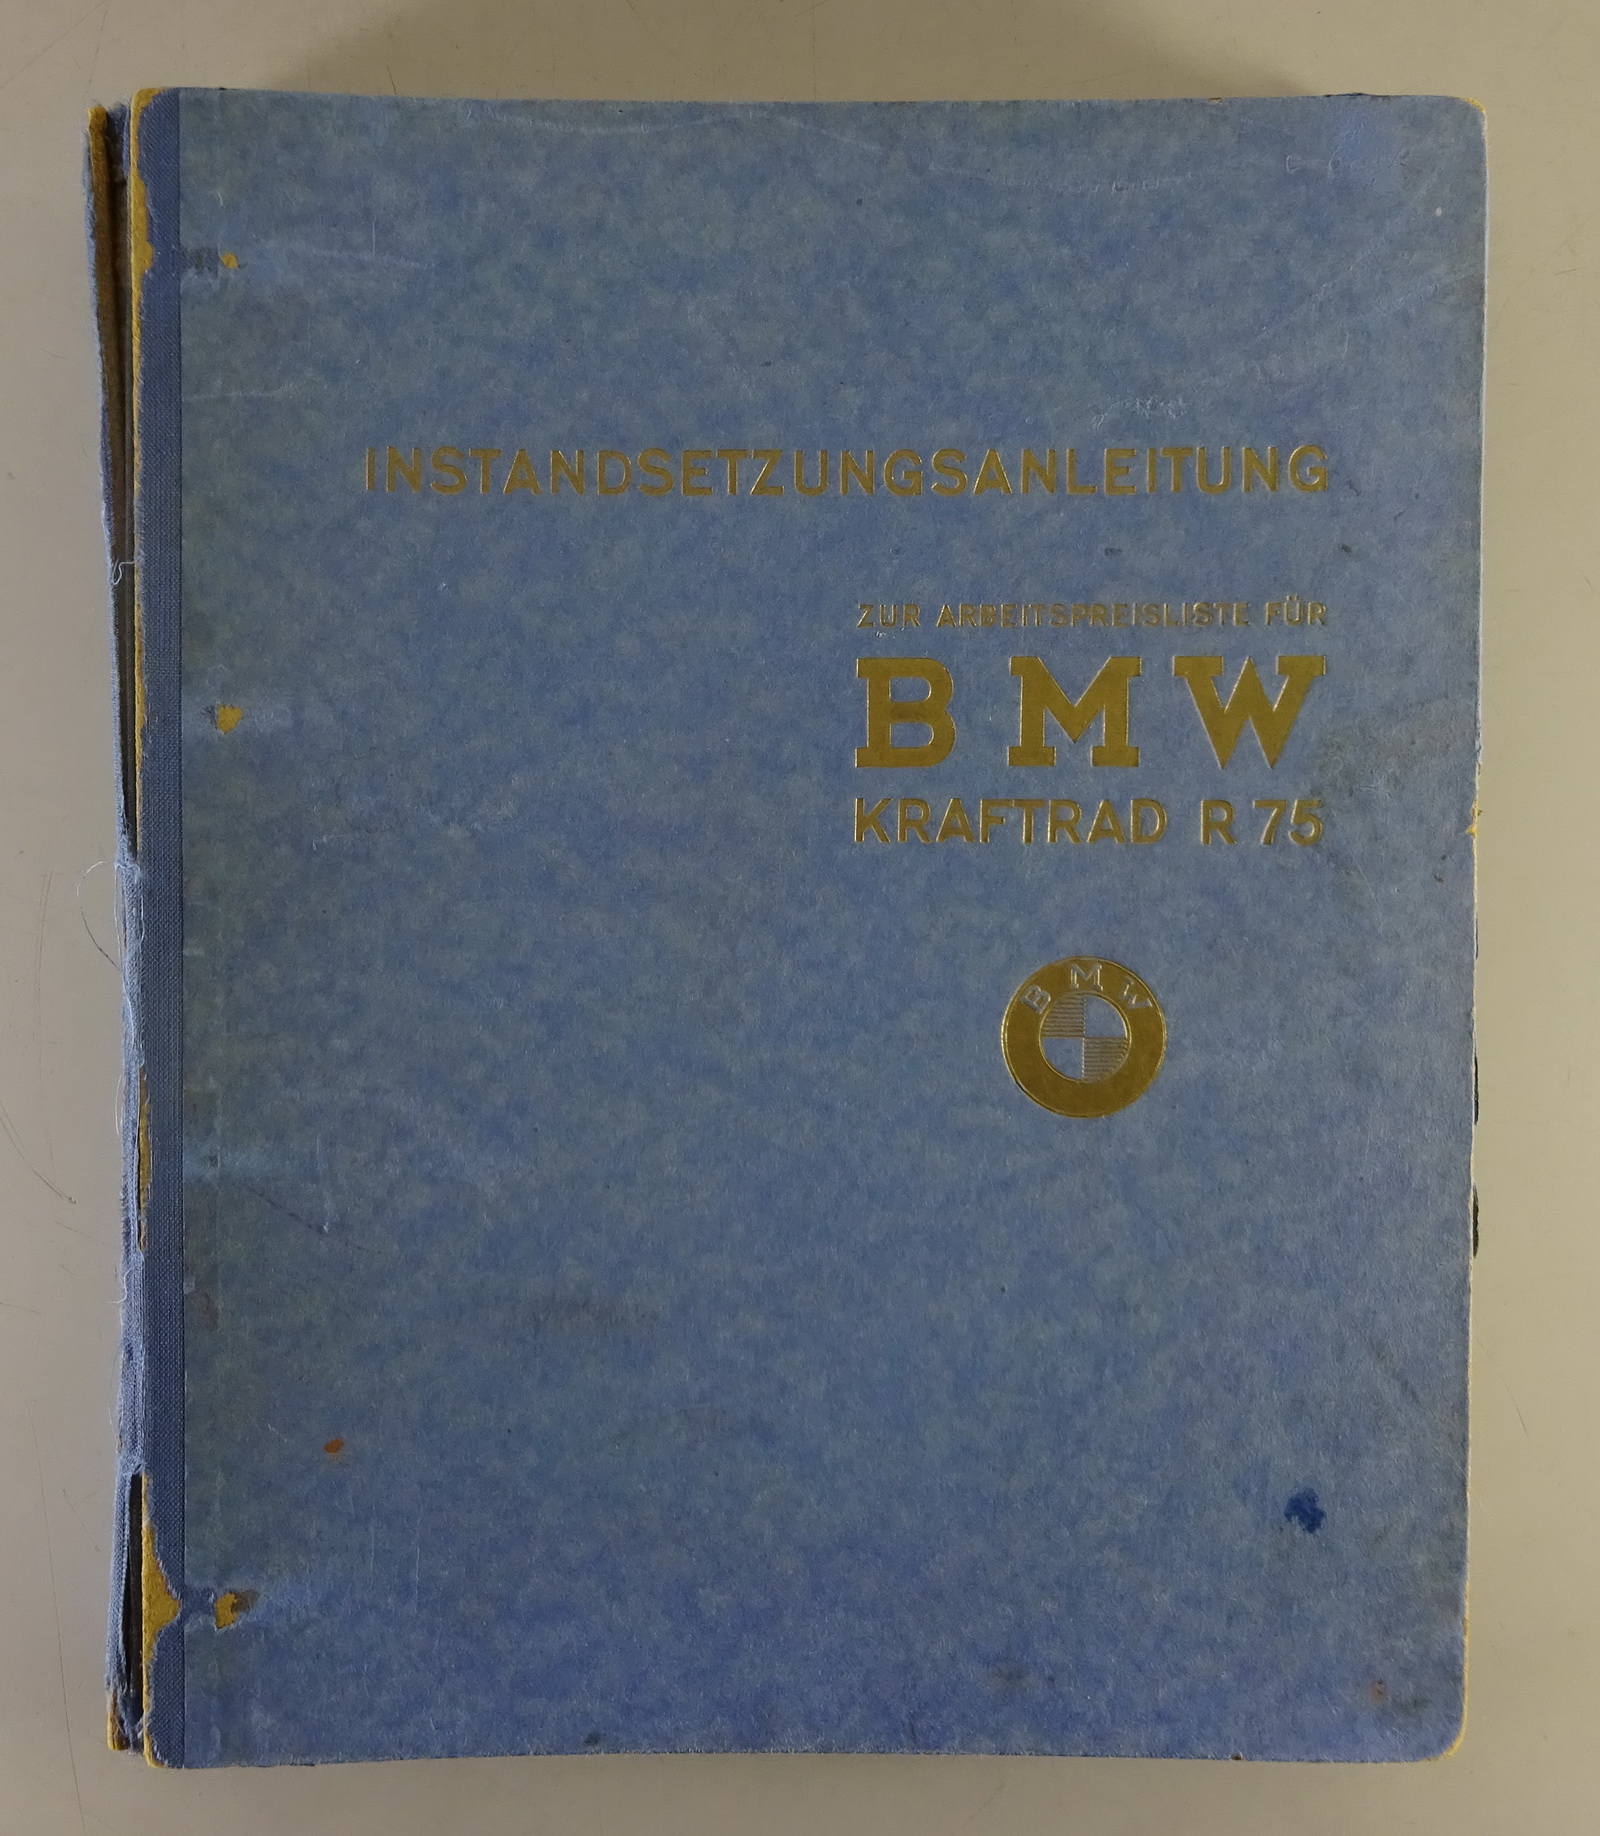 INSTANDSETZUNGSANLEITUNG
ZUR ARBEITSPREISLISTE FÜR
BMW
KRAFTRAD R 75
BMW